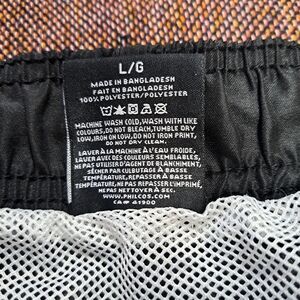 L/G
MADE IN BANGLADESH
FAIT EN BANGLADESH
100% POLYESTER/POLYESTER
MACHINE WASH COLD, WASH WITH LIKE
COLOURS, DO NOT BLEACH, TUMBLE DRY
LOW, IRON ON LOW, DO NOT IRON PRINT,
DO NOT DRY CLEAN.
LAVER À LA MACHINE À L'EAU FROIDE,
LAVER AVEC DES COULEURS SEMBLABLES,
NE PAS UTILISER D'AGENT DE BLANCHIMENT,
SÉCHER PAR CULBUTAGE À BASSE
TEMPÉRATURE, REPASSER À BASSE
TEMPÉRATURE, NE PAS REPASSER L'IMPRIMÉ,
NE PAS NETTOYER À SEC.
WWW.PHILCOS.COM
CA# 41900